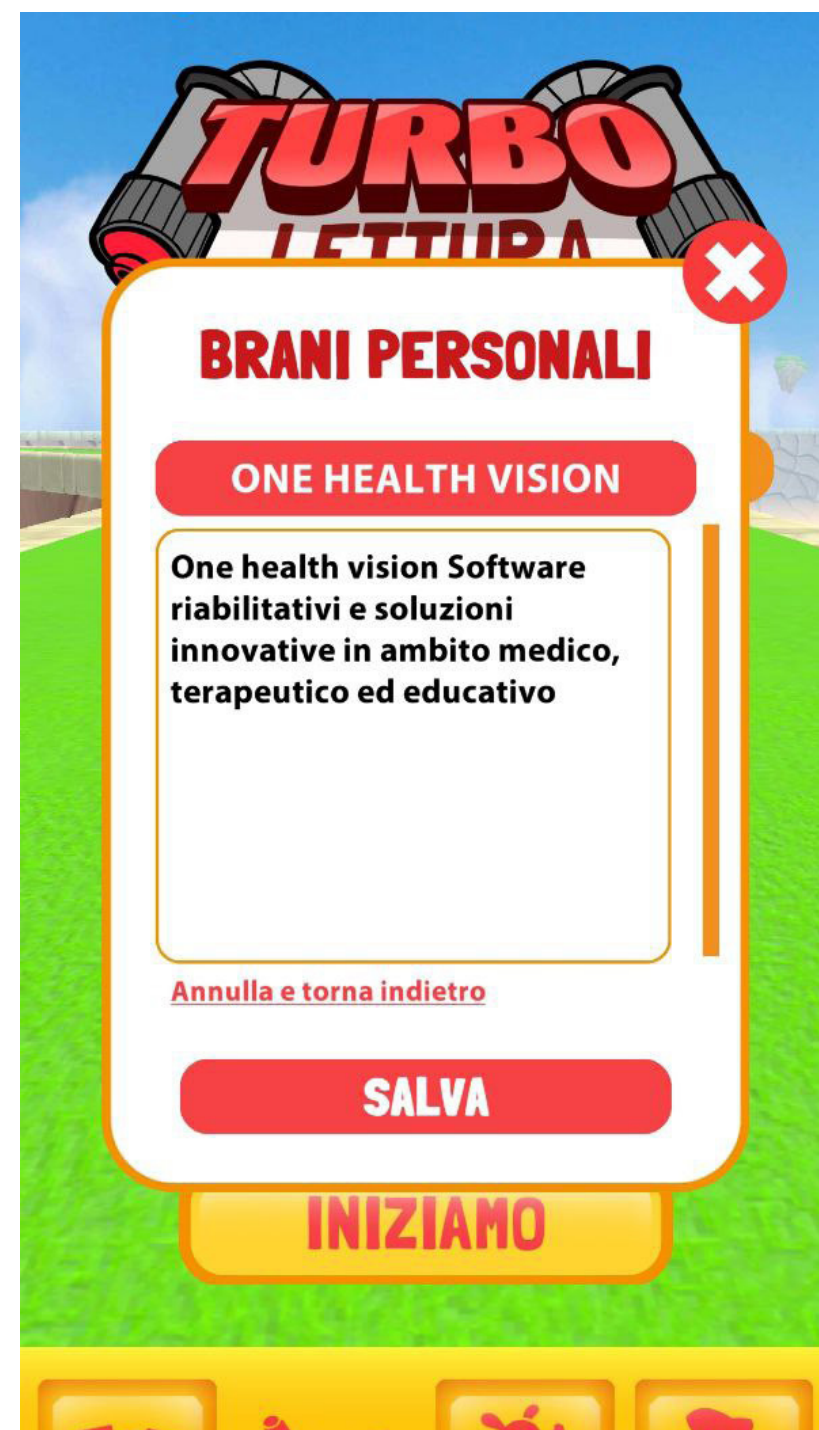 TURBO
LETTURA
BRANI PERSONALI
ONE HEALTH VISION
One health vision Software
riabilitativi e soluzioni
innovative in ambito medico,
terapeutico ed educativo
Annulla e torna indietro
SALVA
INIZIAMO